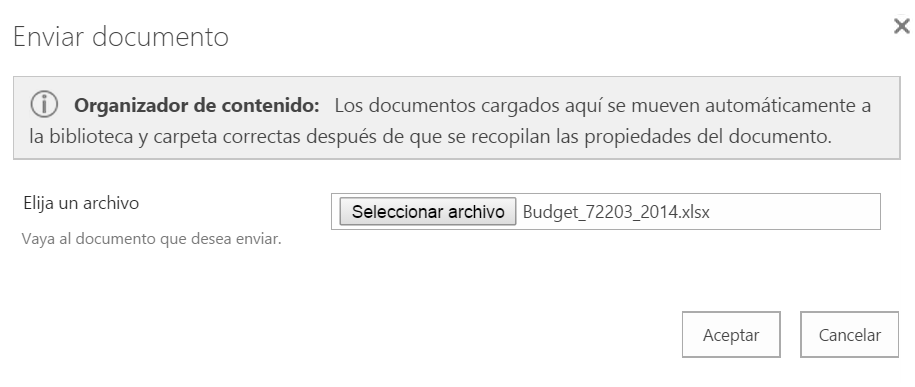 Enviar documento
Organizador de contenido: Los documentos cargados aquí se mueven automáticamente a
la biblioteca y carpeta correctas después de que se recopilan las propiedades del documento.
Elija un archivo
Seleccionar archivo Budget_72203_2014.xlsx
Vaya al documento que desea enviar.
Aceptar Cancelar